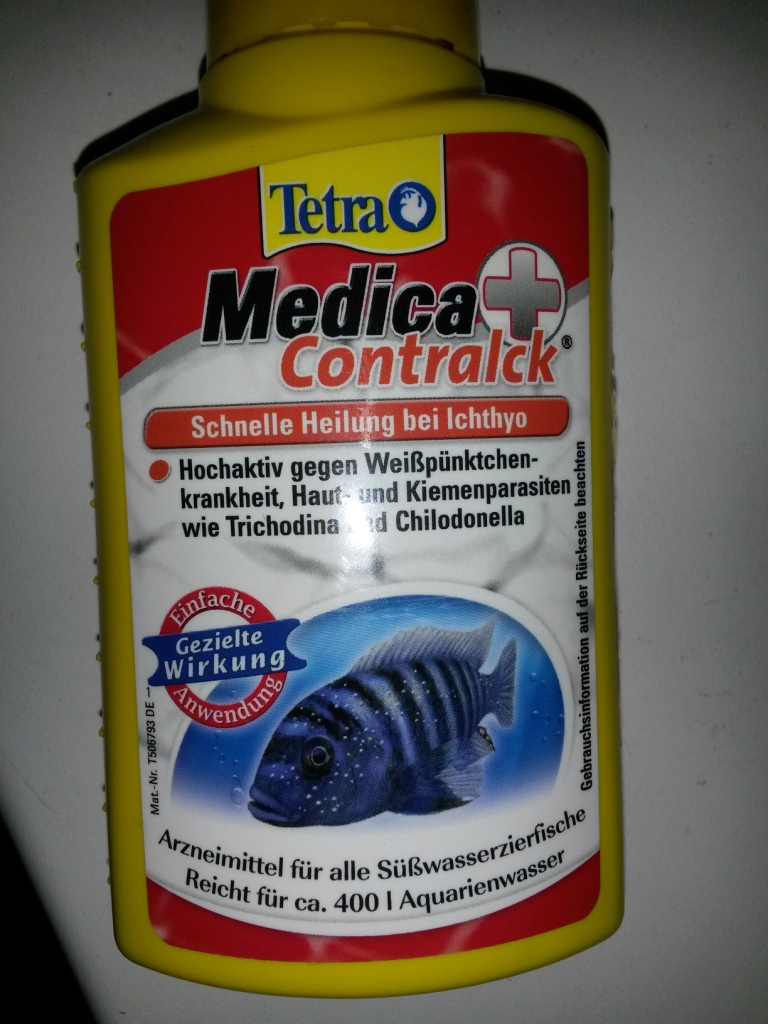 Tetra
Medica
Contralck®
Schnelle Heilung bei Ichthyo
Hochaktiv gegen Weißpünktchen-
krankheit, Haut- und Kiemenparasiten
wie Trichodina und Chilodonella
Einfache
Gezielte
Wirkung
Anwendung
Mat.-Nr. T506793 DE
Gebrauchsinformation auf der Rückseite beachten
Arzneimittel für alle Süßwasserzierfische
Reicht für ca. 400 l Aquarienwasser